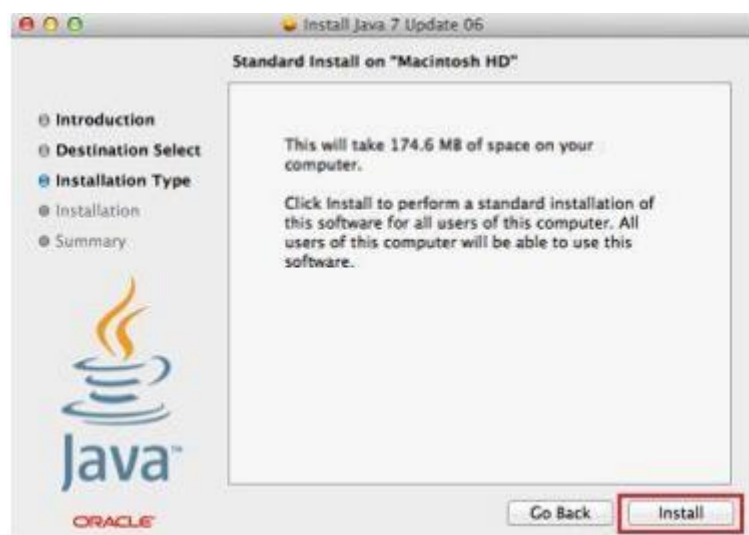 Install Java 7 Update 06
Standard Install on "Macintosh HD"
Introduction
Destination Select
Installation Type
Installation
Summary
This will take 174.6 MB of space on your
computer.
Click Install to perform a standard installation of
this software for all users of this computer. All
users of this computer will be able to use this
software.
Java™
ORACLE®
Go Back
Install